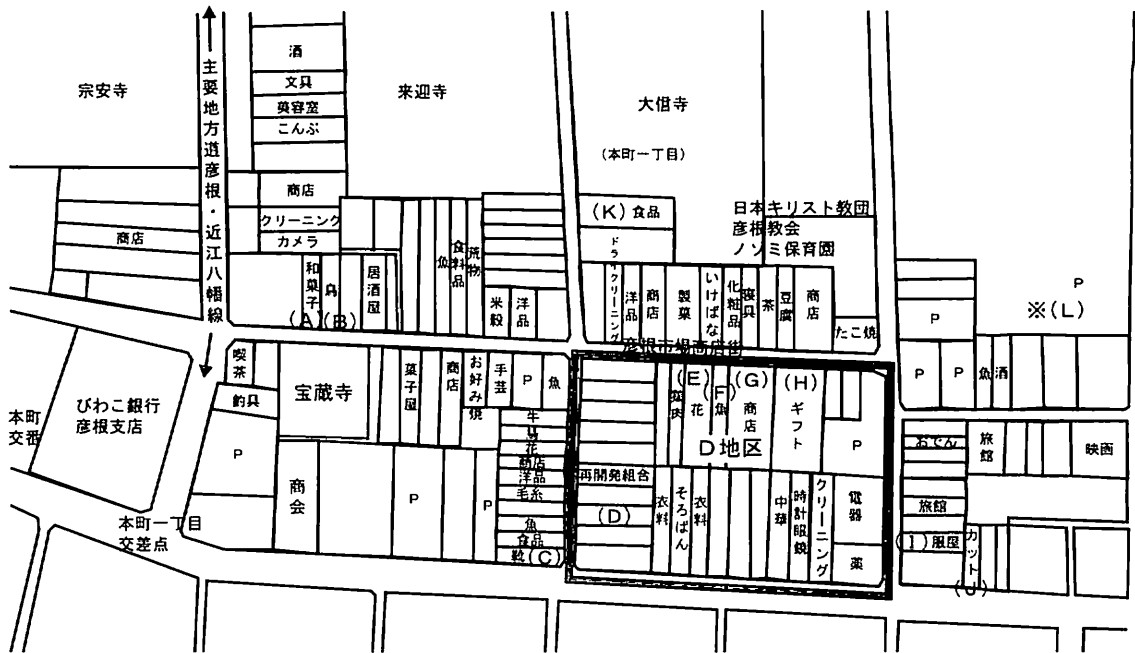 主要地方道彦根・近江八幡線
宗安寺
酒
文具
美容室
こんぶ
来迎寺
大信寺
(本町一丁目)
商店
クリーニング
カメラ
商店
和菓子
(A)
(B)
居酒屋
魚
食料品
荒物
米穀
洋品
(K) 食品
ドライクリーニング
洋品
商店
製菓
いけばな
化粧品
寝具
茶
豆腐
商店
たこ焼
日本キリスト教団
彦根教会
ノゾミ保育園
P
※(L)
P
P
P
魚
酒
彦根市場商店街
喫茶
釣具
宝蔵寺
菓子屋
商店
お好み焼
手芸
P
魚
本町
交番
びわこ銀行
彦根支店
P
商会
P
P
本町一丁目
交差点
花
商店
洋品
毛糸
魚
食品
靴
(C)
再開発組合
(D)
(E)
花
(F)
魚
(G)
商店
(H)
ギフト
D地区
P
衣料
そろばん
衣料
中華
時計眼鏡
クリーニング
電器
薬
おでん
旅館
映画
旅館
(I) 服屋
カット
(J)